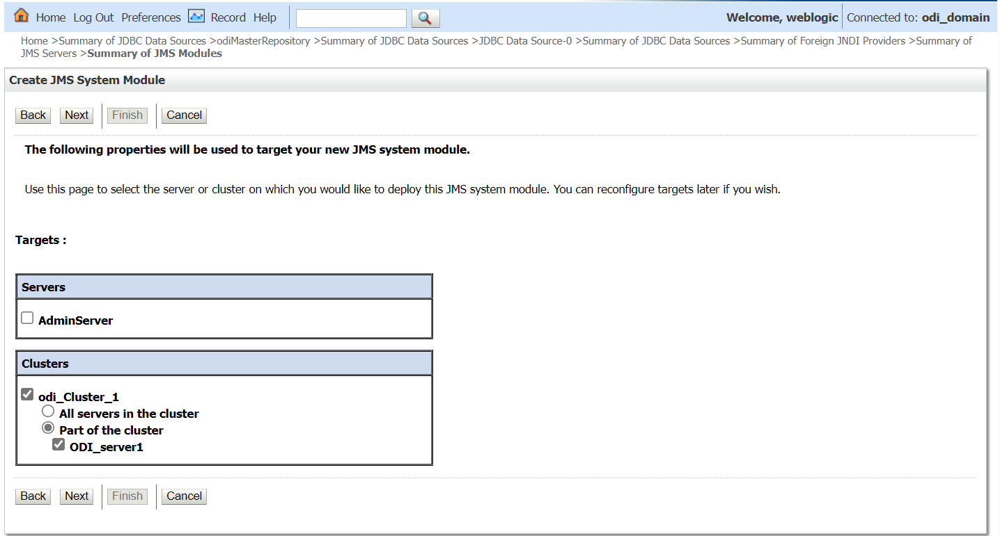 Home Log Out Preferences Record Help
Welcome, weblogic Connected to: odi_domain
Home >Summary of JDBC Data Sources >odiMasterRepository >Summary of JDBC Data Sources >JDBC Data Source-0 >Summary of JDBC Data Sources >Summary of Foreign JNDI Providers >Summary of
JMS Servers >Summary of JMS Modules
Create JMS System Module
Back Next Finish Cancel
The following properties will be used to target your new JMS system module.
Use this page to select the server or cluster on which you would like to deploy this JMS system module. You can reconfigure targets later if you wish.
Targets :
Servers
AdminServer
Clusters
odi_Cluster_1
All servers in the cluster
Part of the cluster
ODI_server1
Back Next Finish Cancel